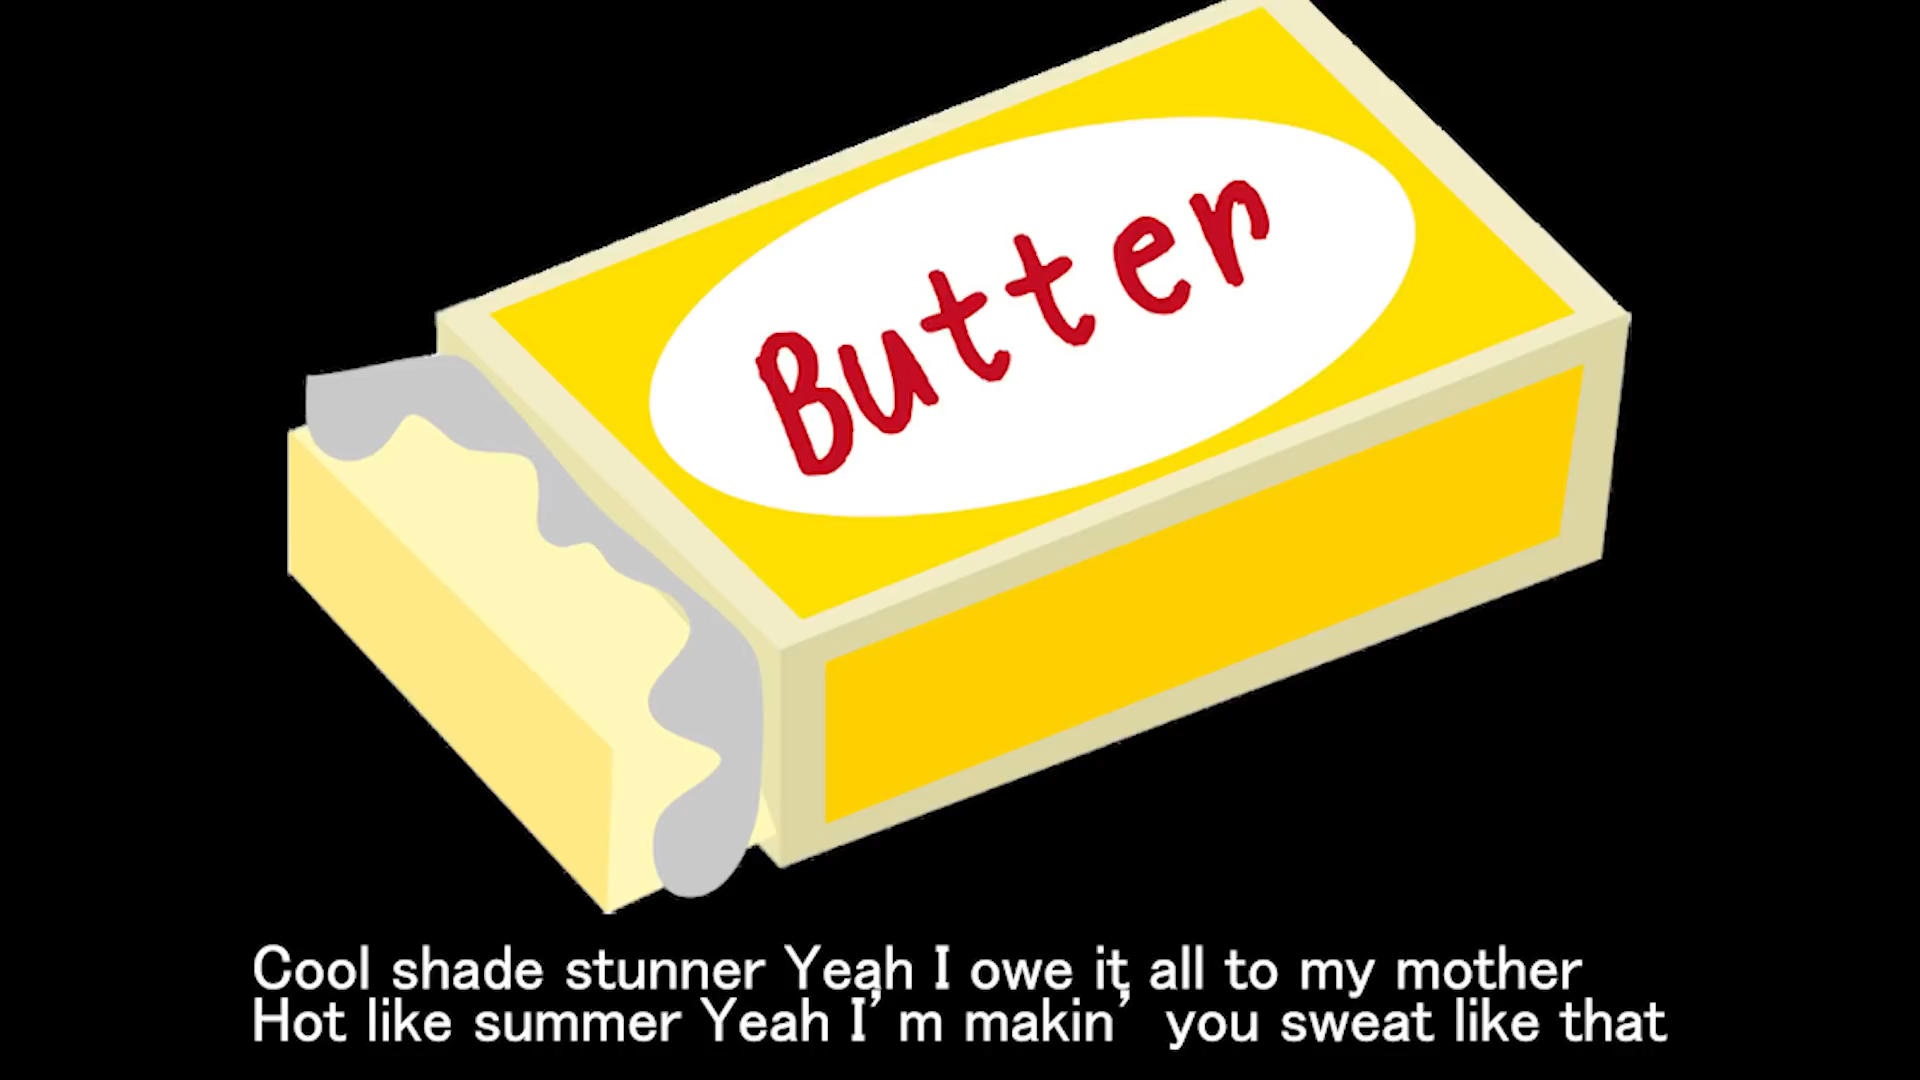 Butter
Cool shade stunner Yeah I owe it all to my mother
Hot like summer Yeah I'm makin' you sweat like that